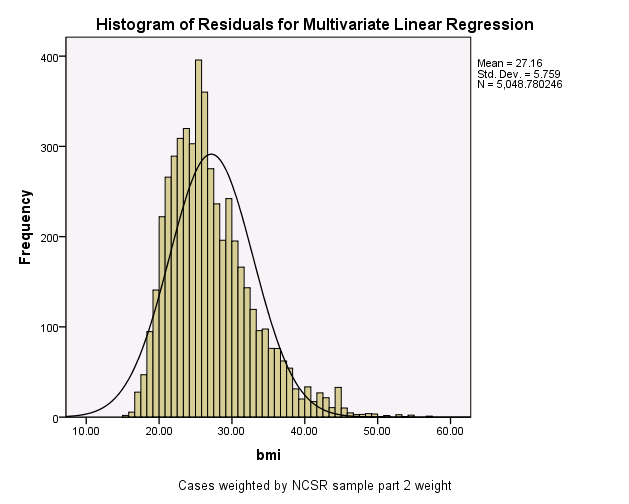 Histogram of Residuals for Multivariate Linear Regression
Mean = 27.16
Std. Dev. = 5.759
N = 5,048.780246
Frequency
400
300
200
100
0
10.00 20.00 30.00 40.00 50.00 60.00
bmi
Cases weighted by NCSR sample part 2 weight